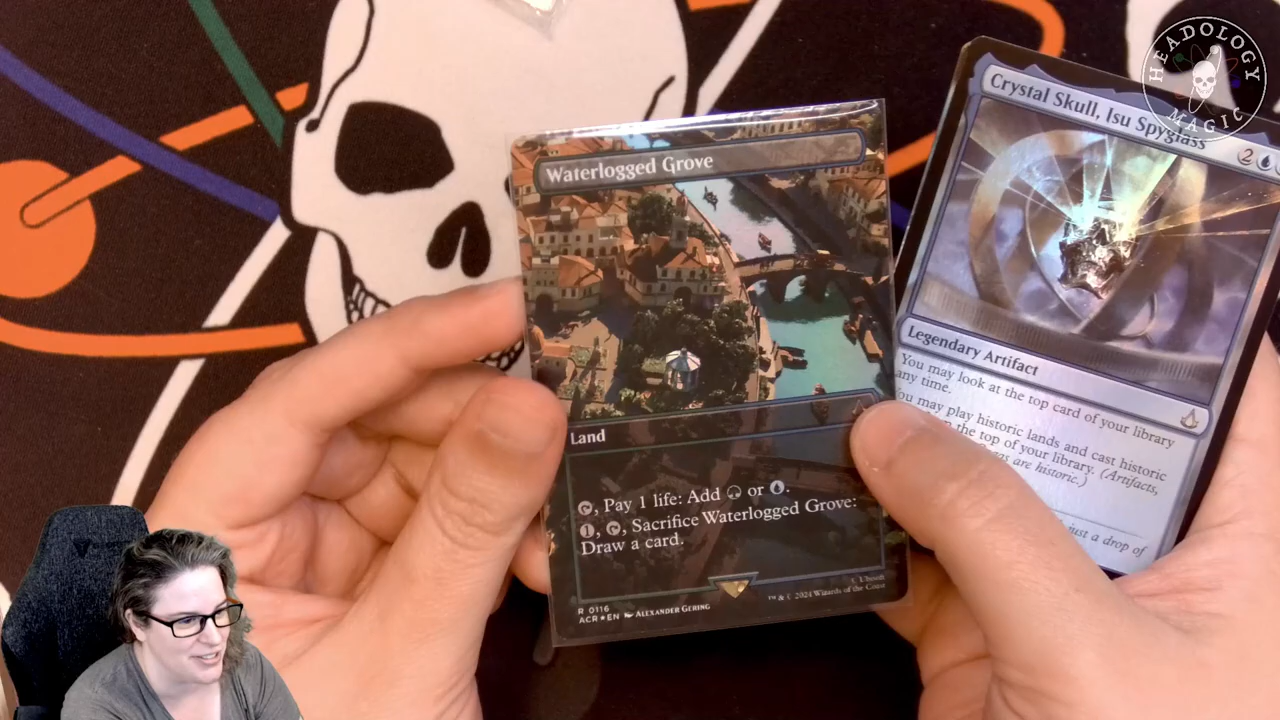 HEADOLOGY
MAGIC
Waterlogged Grove
Land
, Pay 1 life: Add or .
1, , Sacrifice Waterlogged Grove:
Draw a card.
R 0116
ACR★EN ALEXANDER GERING
™ & © 2024 Wizards of the Coast
Crystal Skull, Isu Spyglass 2
Legendary Artifact
You may look at the top card of your library
any time.
You may play historic lands and cast historic
the top of your library. (Artifacts,
are historic.)
just a drop of